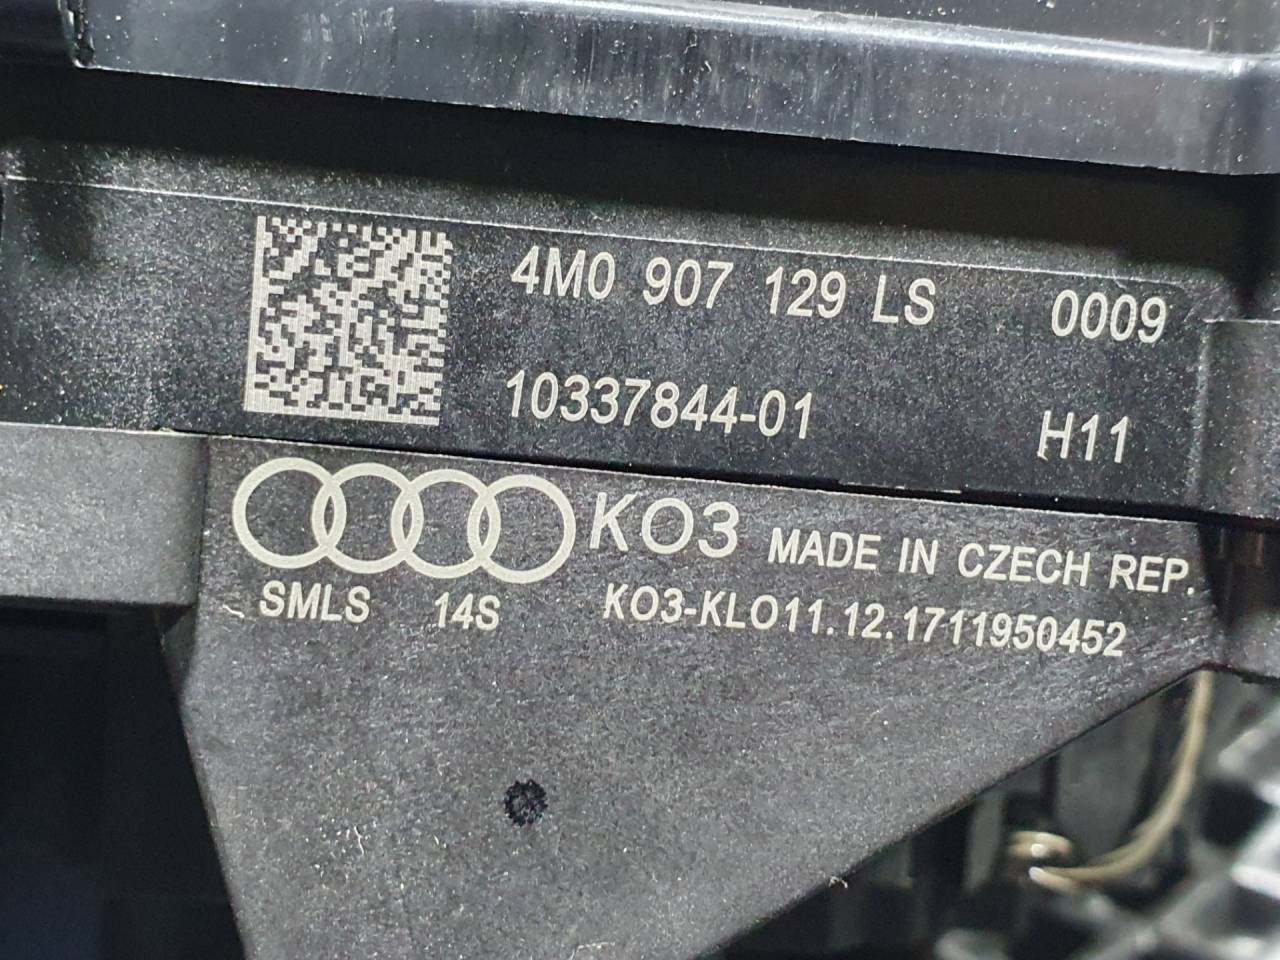 4M0 907 129 LS 0009
10337844-01 H11
KO3 MADE IN CZECH REP.
SMLS 14S KO3-KLO11.12.1711950452